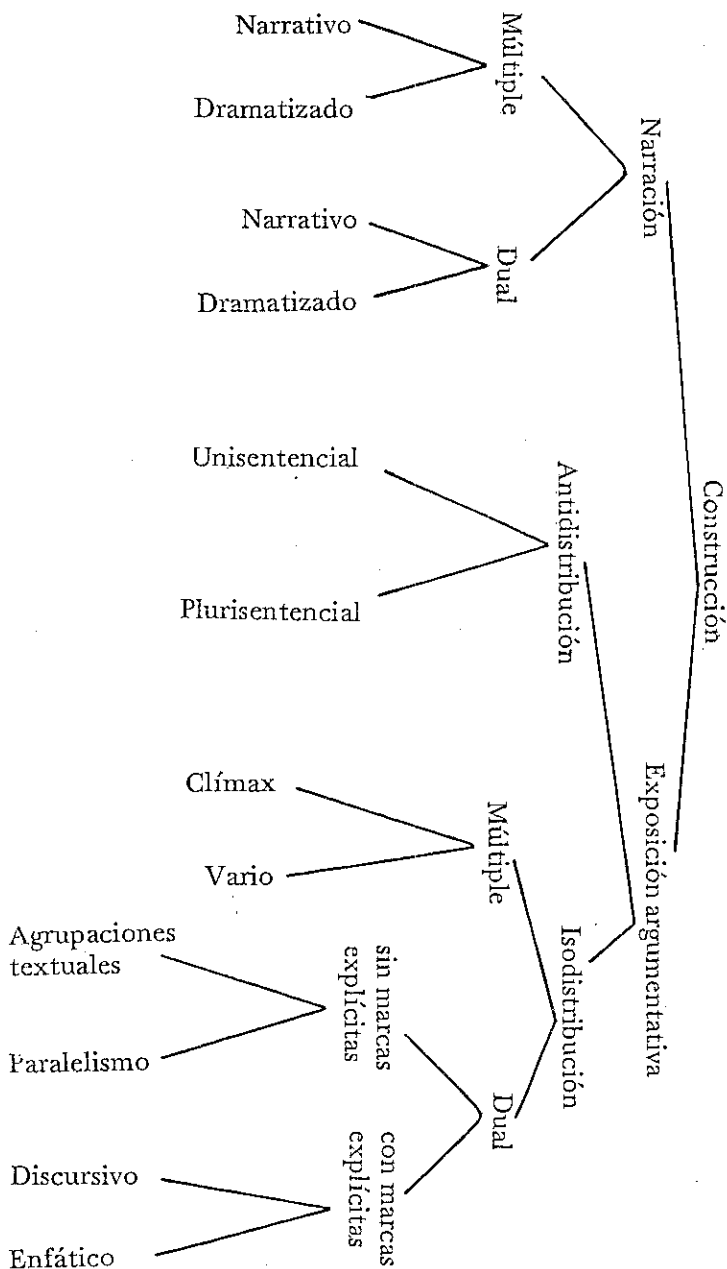 Construcción
Narración
Exposición argumentativa
Múltiple
Dual
Antidistribución
Isodistribución
Múltiple
Dual
sin marcas
explícitas
con marcas
explícitas
Narrativo
Dramatizado
Narrativo
Dramatizado
Unisentencial
Plurisentencial
Clímax
Vario
Agrupaciones
textuales
Paralelismo
Discursivo
Enfático